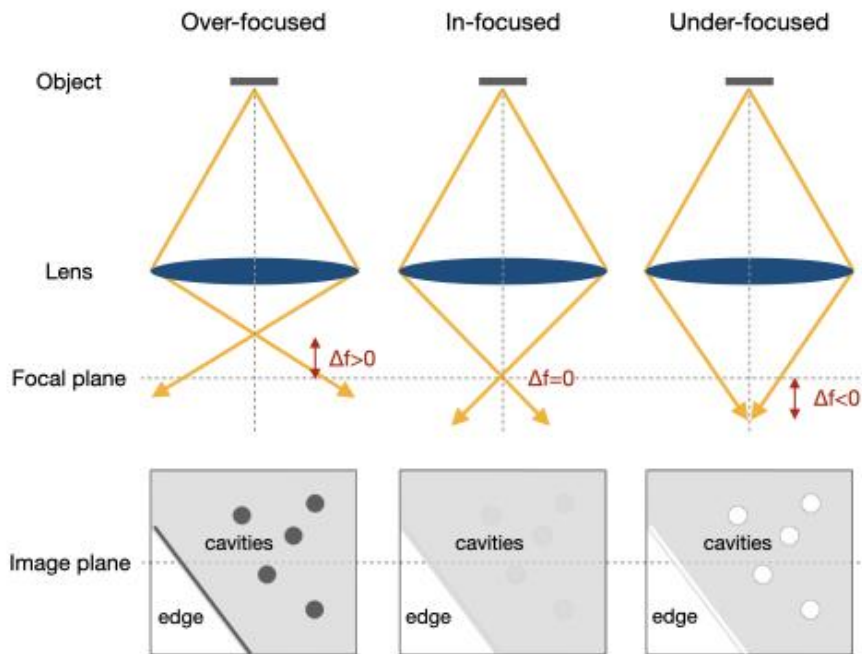 Over-focused
In-focused
Under-focused
Object
Lens
Δf>0
Focal plane
Δf=0
Δf<0
cavities
cavities
cavities
Image plane
edge
edge
edge